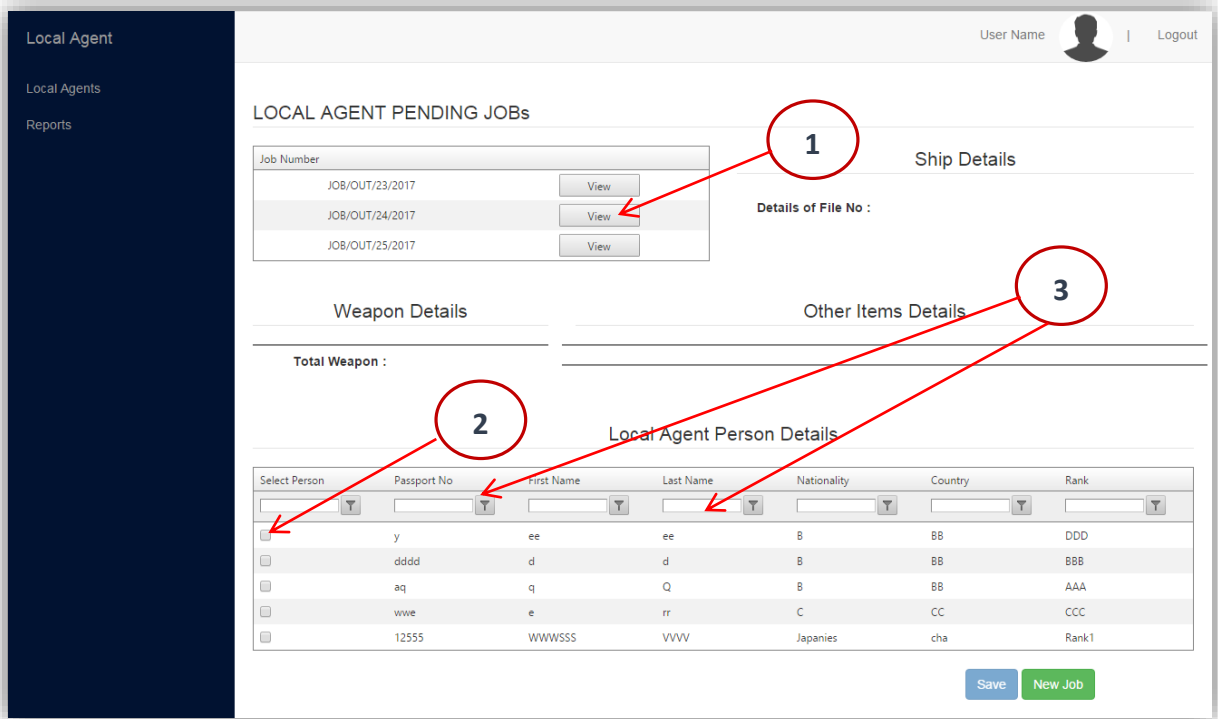 Local Agent
User Name | Logout
Local Agents
Reports
LOCAL AGENT PENDING JOBs
1
Job Number
JOB/OUT/23/2017 View
JOB/OUT/24/2017 View
JOB/OUT/25/2017 View
Ship Details
Details of File No :
3
Weapon Details
Total Weapon :
Other Items Details
2
Local Agent Person Details
Select Person Passport No First Name Last Name Nationality Country Rank
y ee ee B BB DDD
dddd d d B BB BBB
aq q Q B BB AAA
wwe e rr C CC CCC
12555 WWWSSS VVVV Japanies cha Rank1
Save New Job